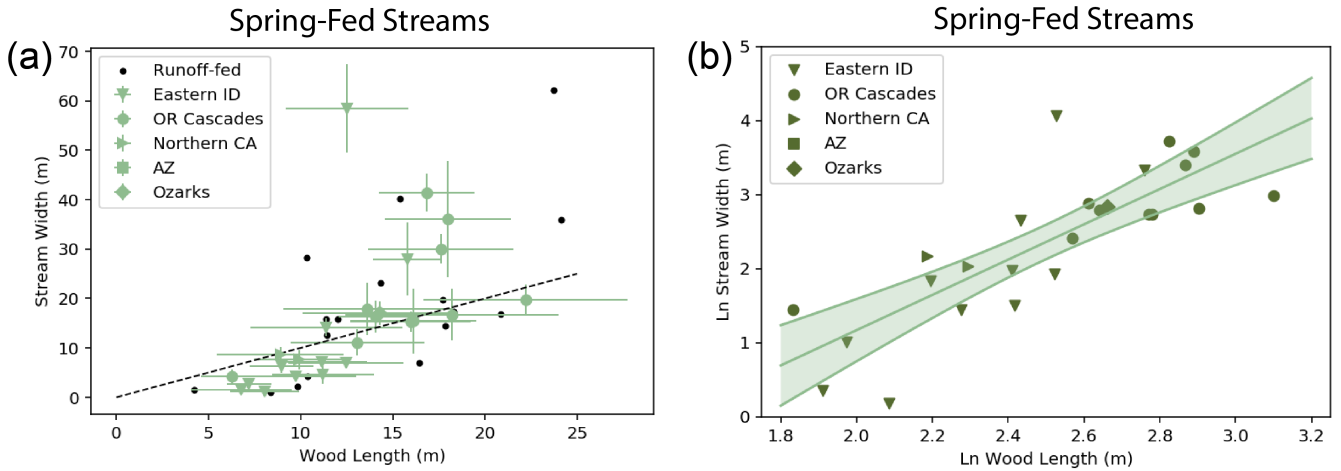 Spring-Fed Streams
(a)
Runoff-fed
Eastern ID
OR Cascades
Northern CA
AZ
Ozarks
70
60
50
40
30
20
10
0
Stream Width (m)
0 5 10 15 20 25
Wood Length (m)
Spring-Fed Streams
(b)
Eastern ID
OR Cascades
Northern CA
AZ
Ozarks
5
4
3
2
1
0
Ln Stream Width (m)
1.8 2.0 2.2 2.4 2.6 2.8 3.0 3.2
Ln Wood Length (m)